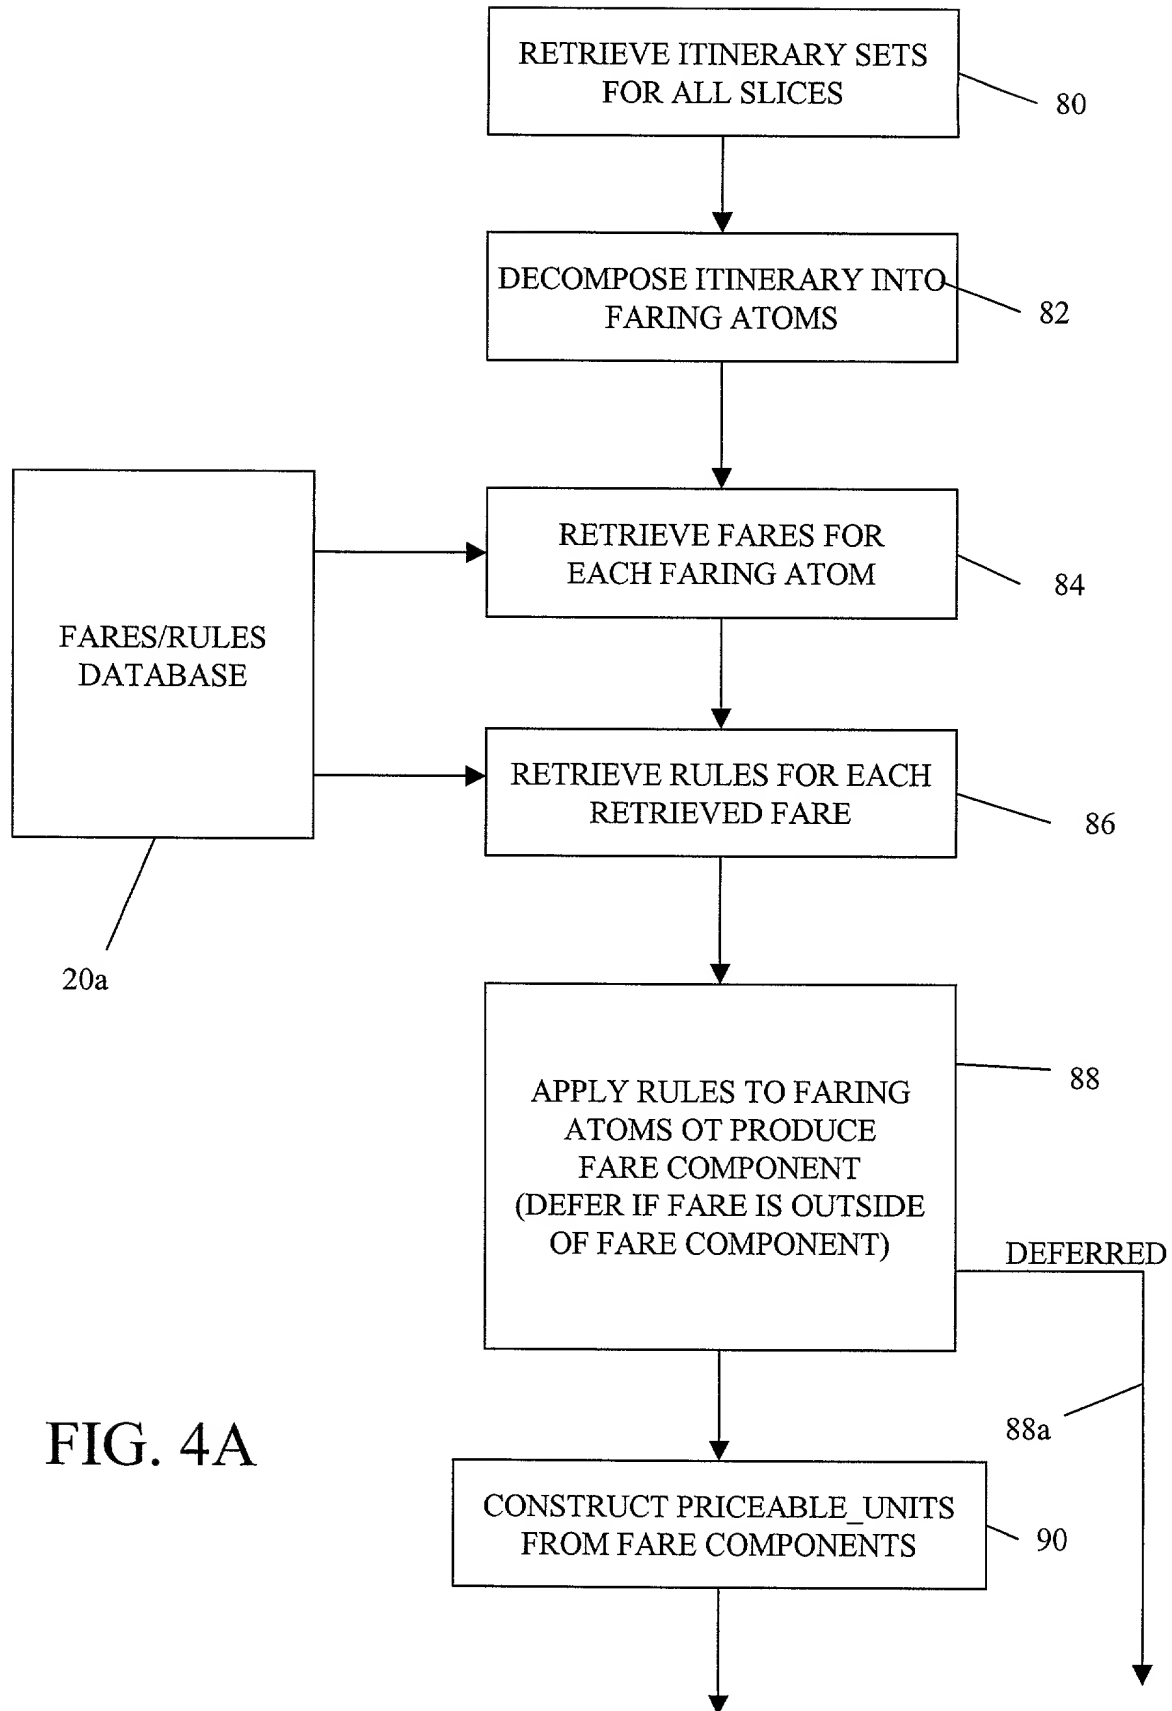 RETRIEVE ITINERARY SETS
FOR ALL SLICES
80
DECOMPOSE ITINERARY INTO
FARING ATOMS
82
RETRIEVE FARES FOR
EACH FARING ATOM
84
FARES/RULES
DATABASE
20a
RETRIEVE RULES FOR EACH
RETRIEVED FARE
86
APPLY RULES TO FARING
ATOMS OT PRODUCE
FARE COMPONENT
(DEFER IF FARE IS OUTSIDE
OF FARE COMPONENT)
88
DEFERRED
88a
FIG. 4A
CONSTRUCT PRICEABLE_UNITS
FROM FARE COMPONENTS
90